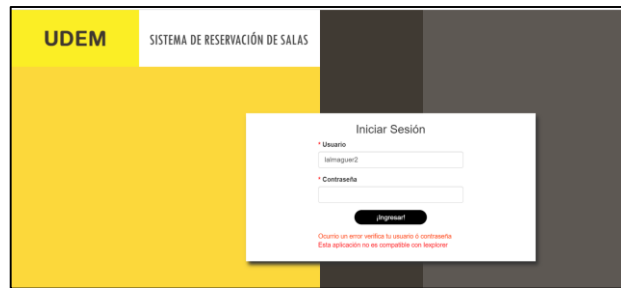 UDEM
SISTEMA DE RESERVACIÓN DE SALAS
Iniciar Sesión
* Usuario
lalmaguer2
* Contraseña
¡Ingresar!
Ocurrio un error verifica tu usuario ó contraseña
Esta aplicación no es compatible con Iexplorer